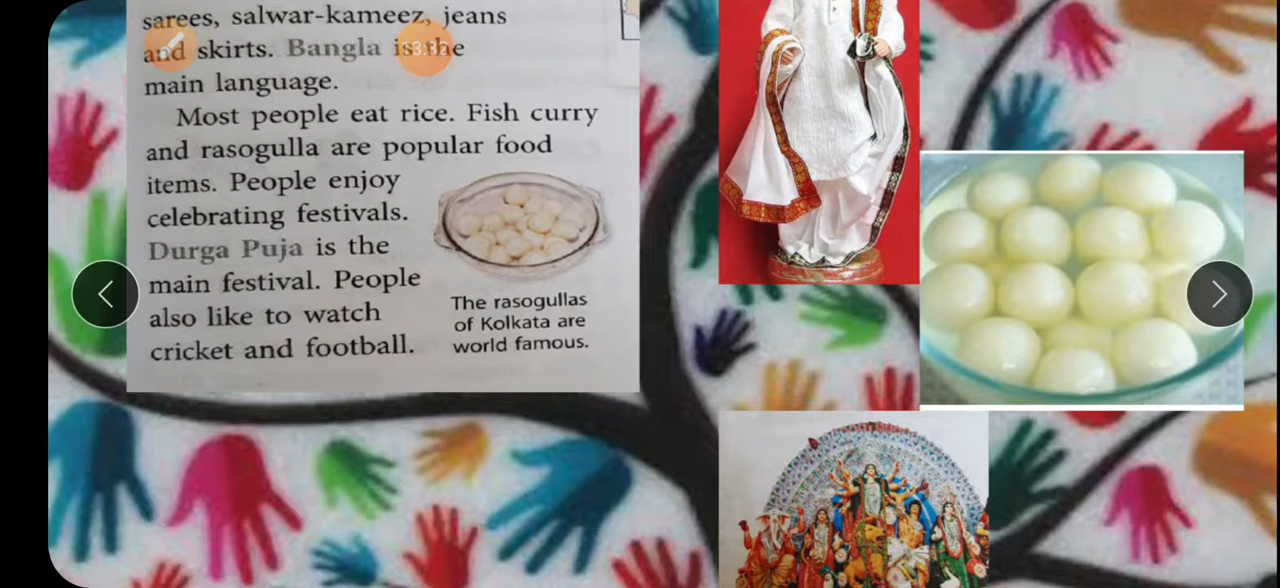 sarees, salwar-kameez, jeans
and skirts. Bangla is the
main language.
Most people eat rice. Fish curry
and rasogulla are popular food
items. People enjoy
celebrating festivals.
Durga Puja is the
main festival. People
also like to watch
cricket and football.
The rasogullas
of Kolkata are
world famous.